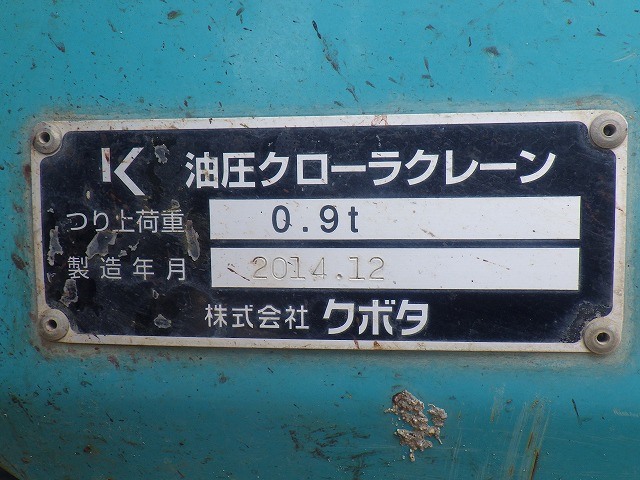 K 油圧クローラクレーン
つり上荷重 0.9t
製造年月 2014.12
株式会社 クボタ